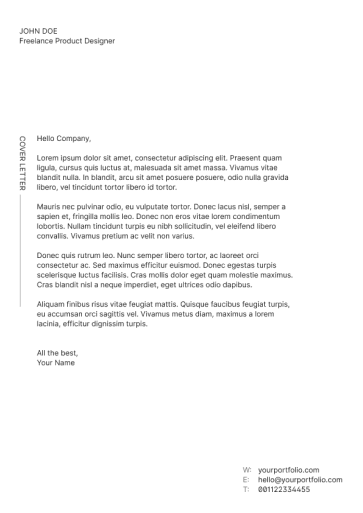 JOHN DOE
Freelance Product Designer
COVER LETTER
Hello Company,
Lorem ipsum dolor sit amet, consectetur adipiscing elit. Praesent quam
ligula, cursus quis luctus at, malesuada sit amet massa. Vivamus vitae
blandit nulla. In blandit, arcu sit amet posuere posuere, odio nulla gravida
libero, vel tincidunt tortor libero id tortor.
Mauris nec pulvinar odio, eu vulputate tortor. Donec lacus nisl, semper a
sapien et, fringilla mollis leo. Donec non eros vitae lorem condimentum
lobortis. Nullam tincidunt turpis eu nibh sollicitudin, vel eleifend libero
convallis. Vivamus pretium ac velit non varius.
Donec quis rutrum leo. Nunc semper libero tortor, ac laoreet orci
consectetur ac. Sed maximus efficitur euismod. Donec egestas turpis
scelerisque luctus facilisis. Cras mollis dolor eget quam molestie maximus.
Cras blandit nisl a neque imperdiet, eget ultrices odio dapibus.
Aliquam finibus risus vitae feugiat mattis. Quisque faucibus feugiat turpis,
eu accumsan orci sagittis vel. Vivamus metus diam, maximus a lorem
lacinia, efficitur dignissim turpis.
All the best,
Your Name
W: yourportfolio.com
E: hello@yourportfolio.com
T: 001122334455